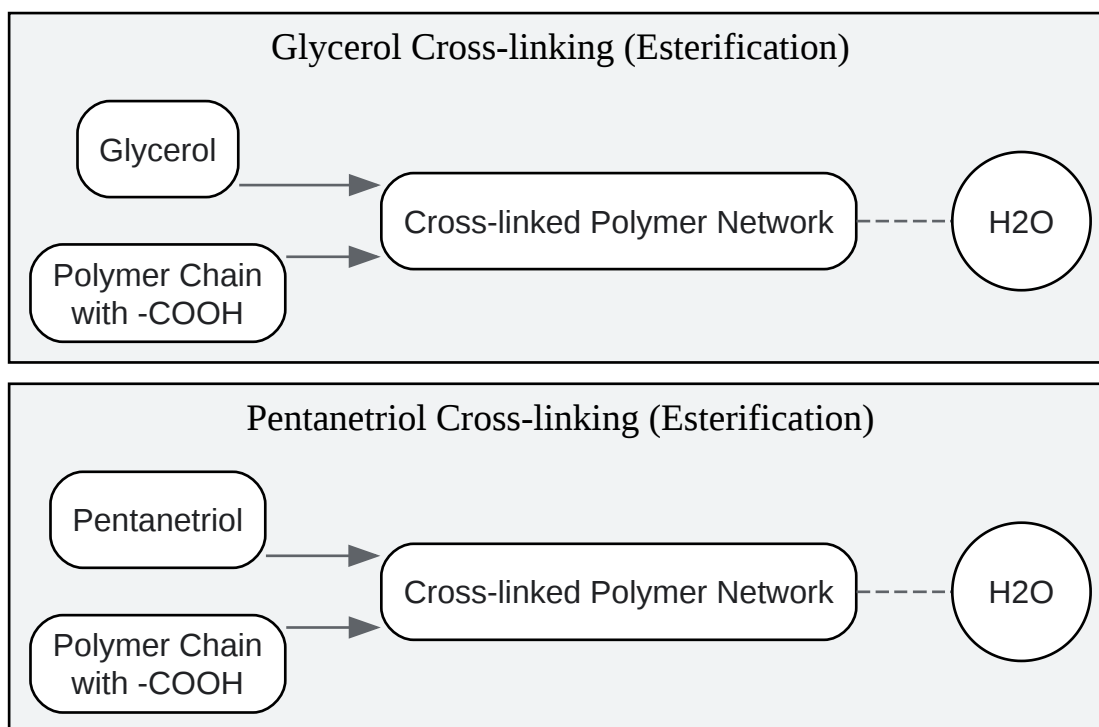 Glycerol Cross-linking (Esterification)
Glycerol
Cross-linked Polymer Network
H2O
Polymer Chain
with -COOH
Pentanetriol Cross-linking (Esterification)
Pentanetriol
Cross-linked Polymer Network
H2O
Polymer Chain
with -COOH